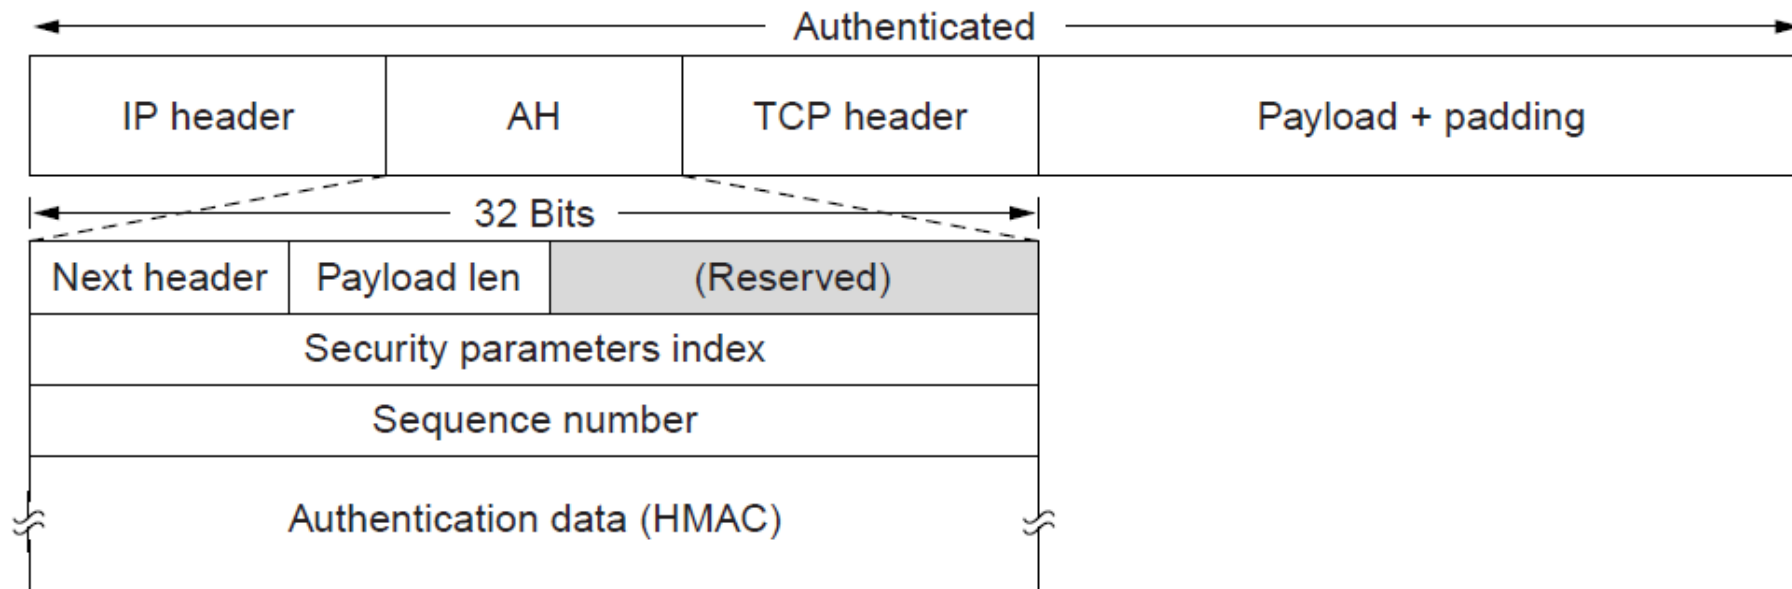 Authenticated
IP header AH TCP header Payload + padding
32 Bits
Next header Payload len (Reserved)
Security parameters index
Sequence number
Authentication data (HMAC)